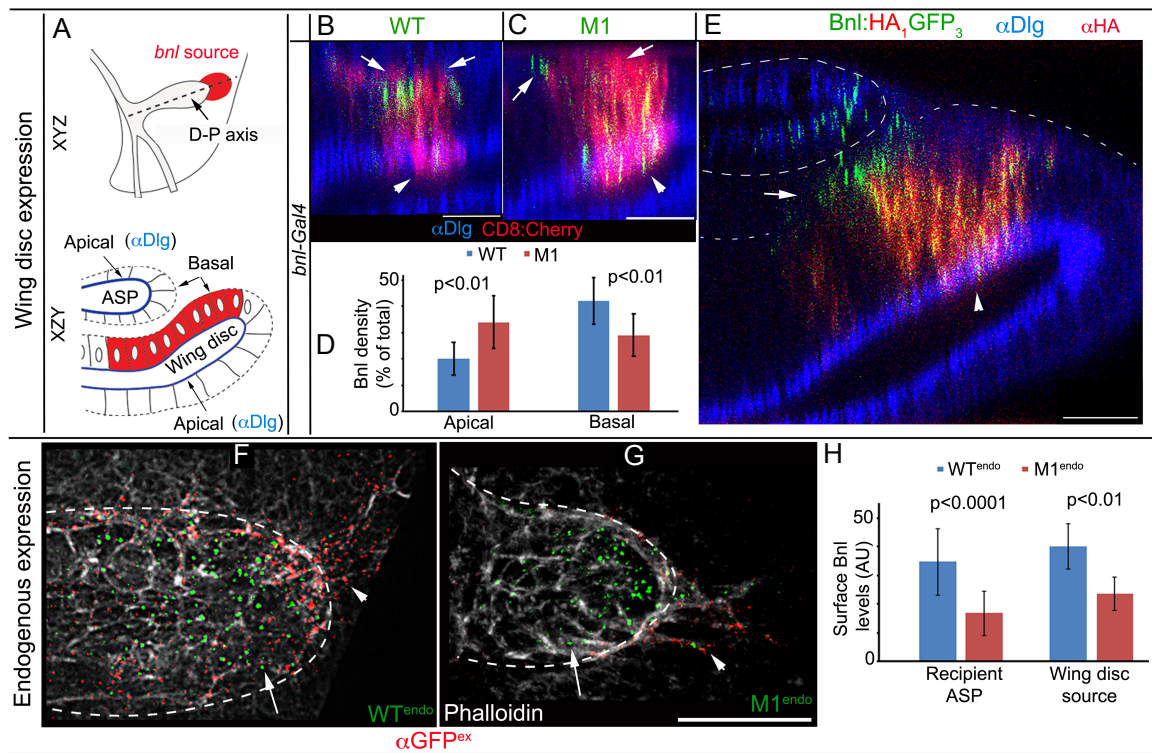 Wing disc expression
A
XYZ
bnl source
D-P axis
XZY
Apical (αDlg)
Basal
ASP
Wing disc
Apical (αDlg)
bnl-Gal4
B WT
C M1
αDlg CD8:Cherry
D
WT M1
Bnl density
(% of total)
50
0
p<0.01
p<0.01
Apical
Basal
E Bnl:HA1GFP3 αDlg αHA
Endogenous expression
F
WTendo
G
Phalloidin
M1endo
αGFPex
H
WTendo M1endo
Surface Bnl
levels (AU)
50
0
p<0.0001
p<0.01
Recipient
ASP
Wing disc
source